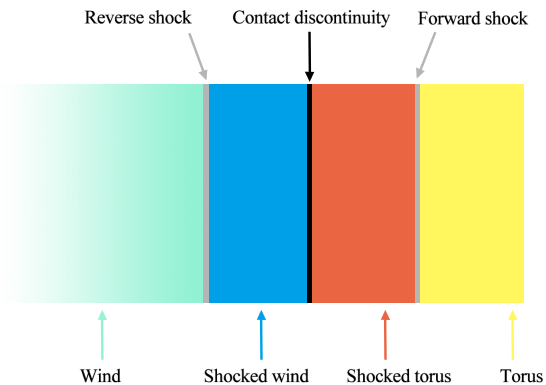 Reverse shock
Contact discontinuity
Forward shock
Wind
Shocked wind
Shocked torus
Torus